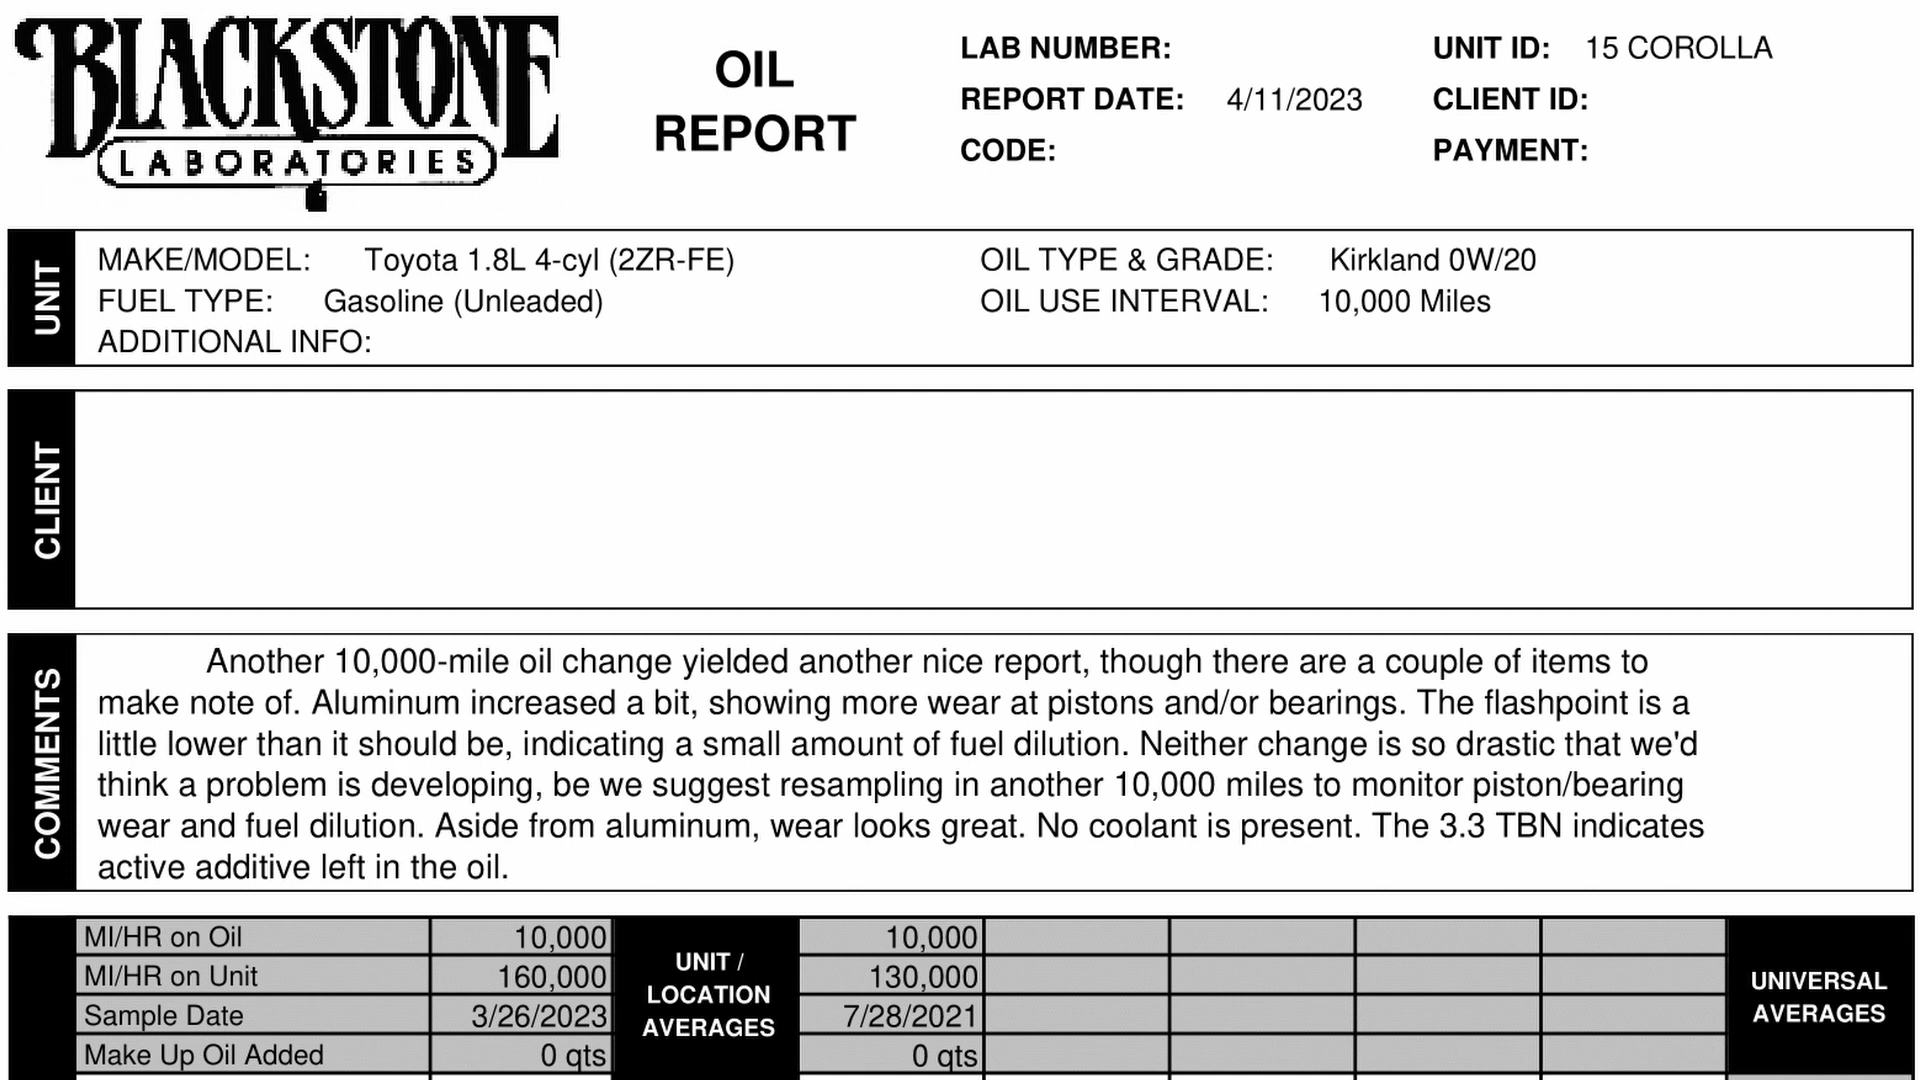 BLACKSTONE
LABORATORIES
OIL
REPORT
LAB NUMBER:
REPORT DATE: 4/11/2023
CODE:
UNIT ID: 15 COROLLA
CLIENT ID:
PAYMENT:
UNIT
MAKE/MODEL: Toyota 1.8L 4-cyl (2ZR-FE)
FUEL TYPE: Gasoline (Unleaded)
ADDITIONAL INFO:
OIL TYPE & GRADE: Kirkland 0W/20
OIL USE INTERVAL: 10,000 Miles
CLIENT
COMMENTS
Another 10,000-mile oil change yielded another nice report, though there are a couple of items to
make note of. Aluminum increased a bit, showing more wear at pistons and/or bearings. The flashpoint is a
little lower than it should be, indicating a small amount of fuel dilution. Neither change is so drastic that we'd
think a problem is developing, be we suggest resampling in another 10,000 miles to monitor piston/bearing
wear and fuel dilution. Aside from aluminum, wear looks great. No coolant is present. The 3.3 TBN indicates
active additive left in the oil.
MI/HR on Oil 10,000 10,000
MI/HR on Unit 160,000 130,000
Sample Date 3/26/2023 7/28/2021
Make Up Oil Added 0 qts 0 qts
UNIT /
LOCATION
AVERAGES
UNIVERSAL
AVERAGES